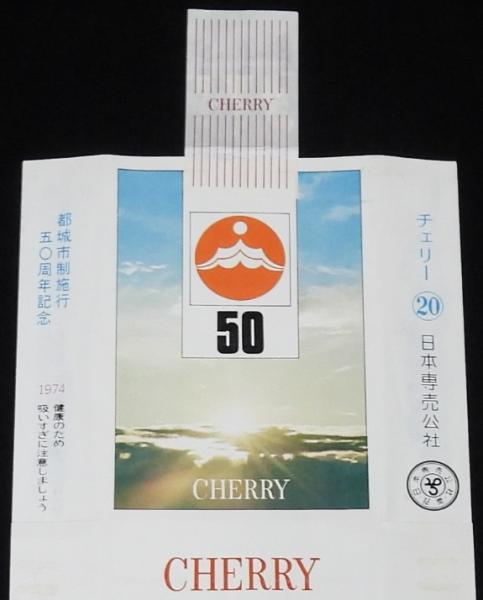 CHERRY
50
CHERRY
CHERRY
都城市制施行
五〇周年記念
1974
健康のため
吸いすぎに注意しましょう
チェリー 20 日本専売公社